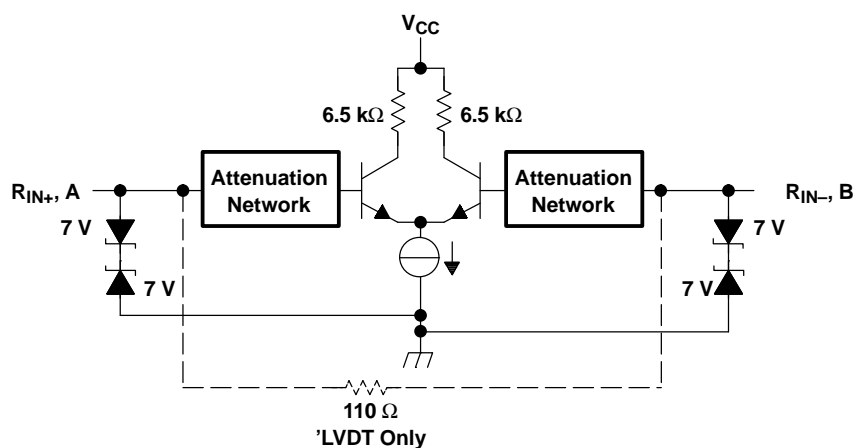 VCC
6.5 kΩ 6.5 kΩ
Attenuation Network
Attenuation Network
RIN+, A
RIN–, B
7 V
7 V
7 V
7 V
110 Ω
'LVDT Only